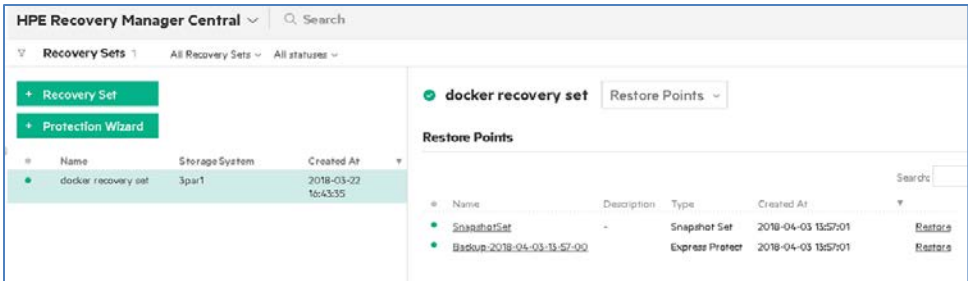 HPE Recovery Manager Central Search
Recovery Sets 1 All Recovery Sets All statuses
+ Recovery Set
+ Protection Wizard
Name StorageSystem Created At
docker recovery set 3par1 2018-03-22
16:43:35
docker recovery set Restore Points
Restore Points
Search:
Name Description Type Created At
SnapshotSet - Snapshot Set 2018-04-03 13:57:01 Restore
Backup-2018-04-03-13-57-00 Express Protect 2018-04-03 13:57:01 Restore